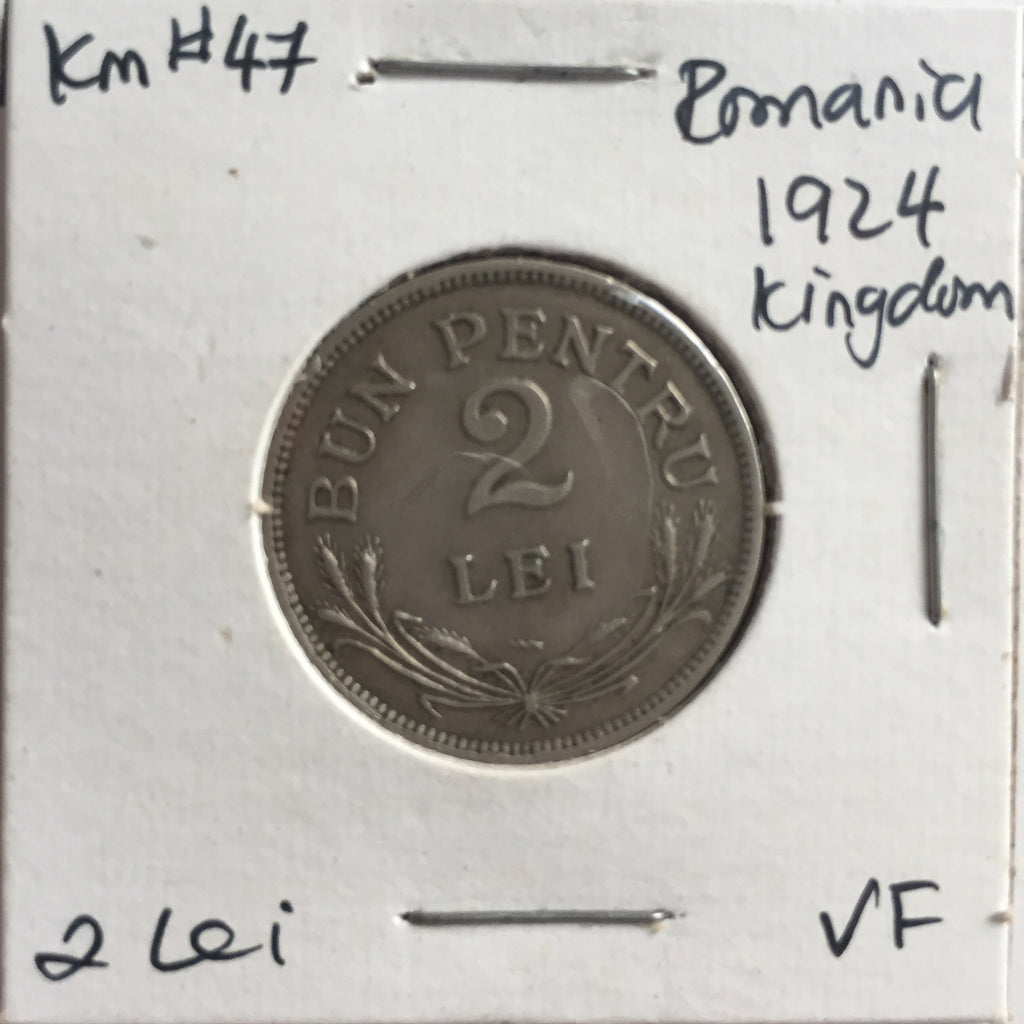 Km #47
Romania
1924
Kingdom
BUN PENTRU
2
LEI
2 Lei
VF